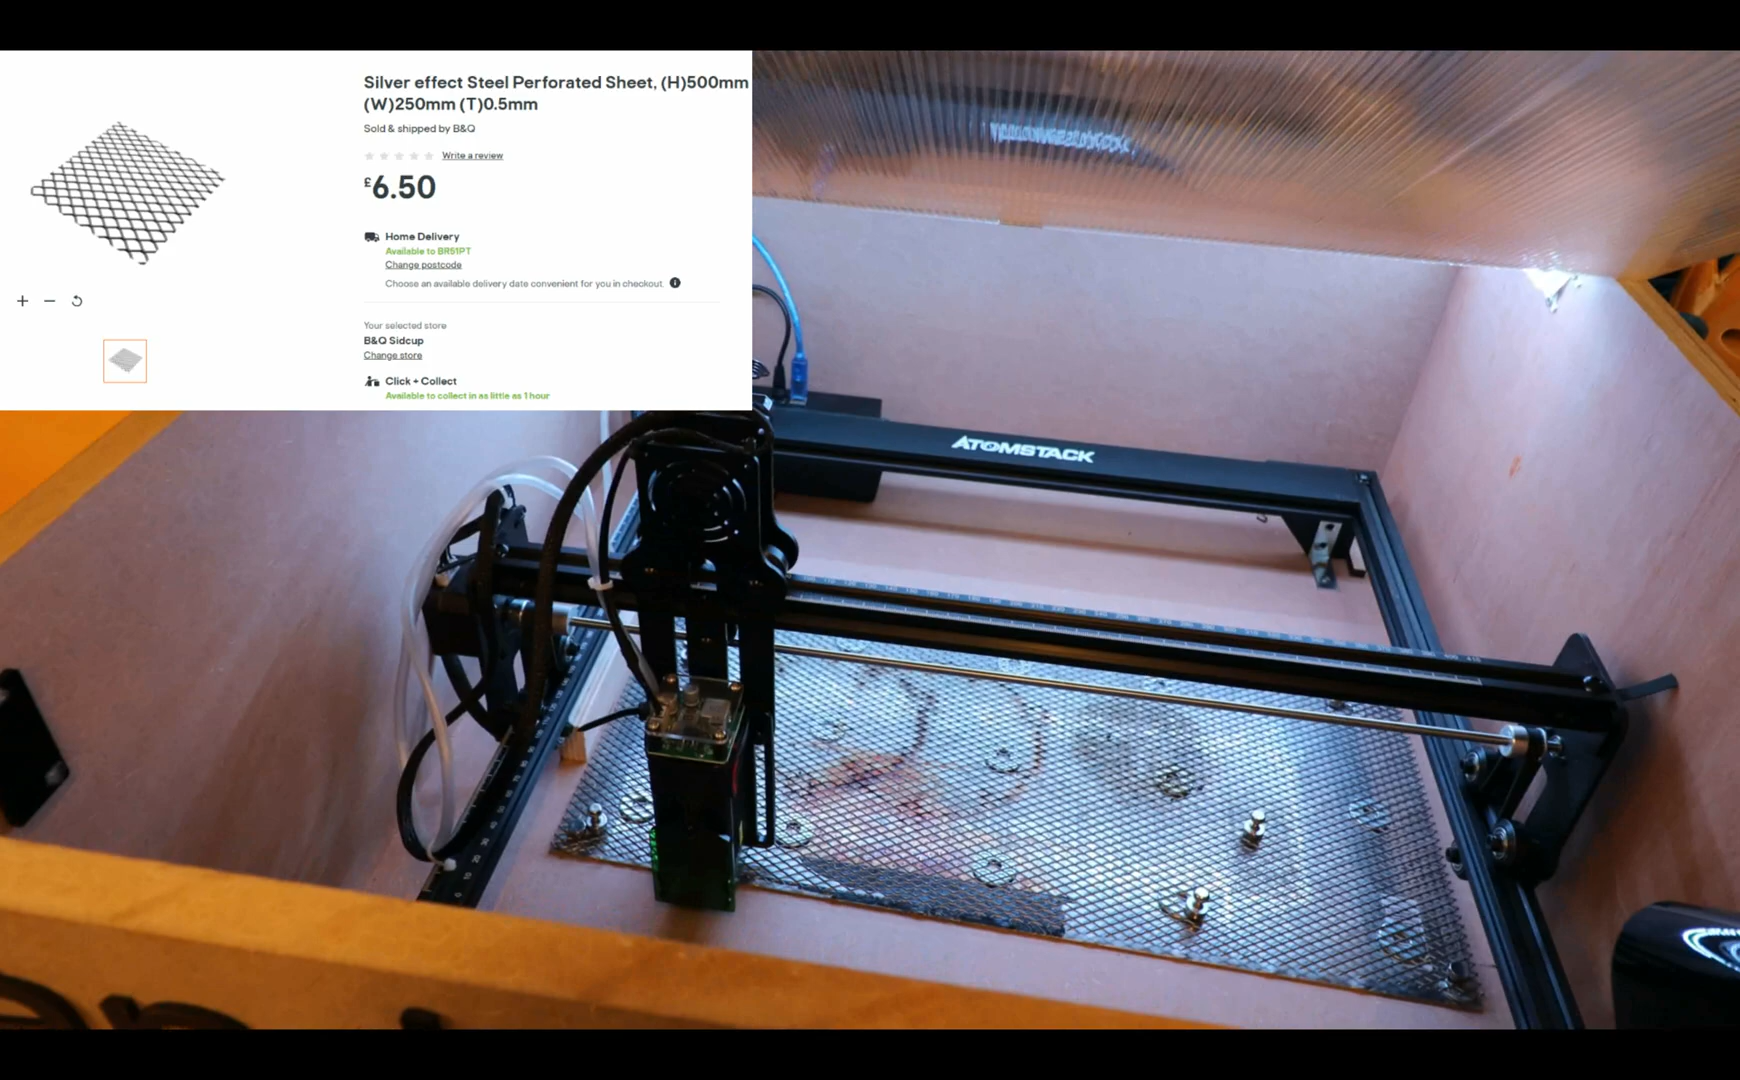 Silver effect Steel Perforated Sheet, (H)500mm
(W)250mm (T)0.5mm
Sold & shipped by B&Q
Write a review
£6.50
Home Delivery
Available to BR51PT
Change postcode
Choose an available delivery date convenient for you in checkout.
Your selected store
B&Q Sidcup
Change store
Click + Collect
Available to collect in as little as 1 hour
ATOMSTACK